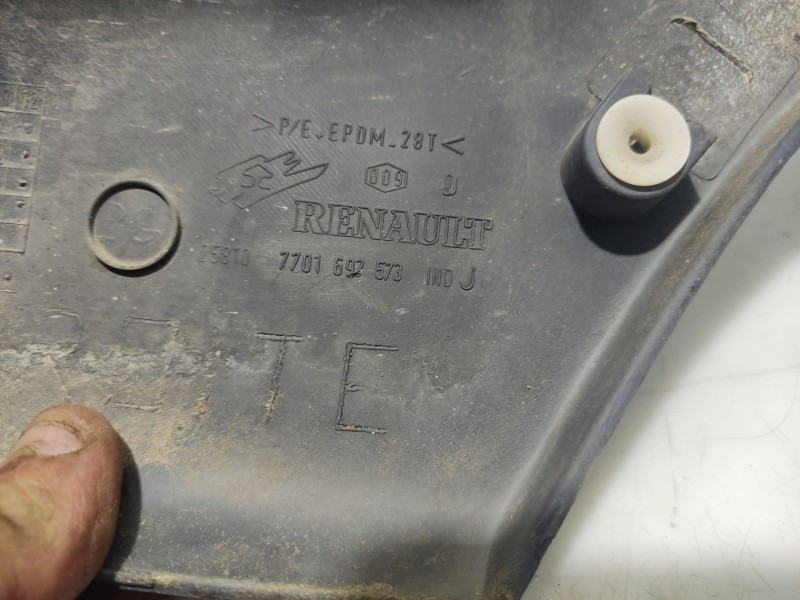 >P/E+EPDM-28T<
009 D
RENAULT
25810 7701 692 573 IND J
TE